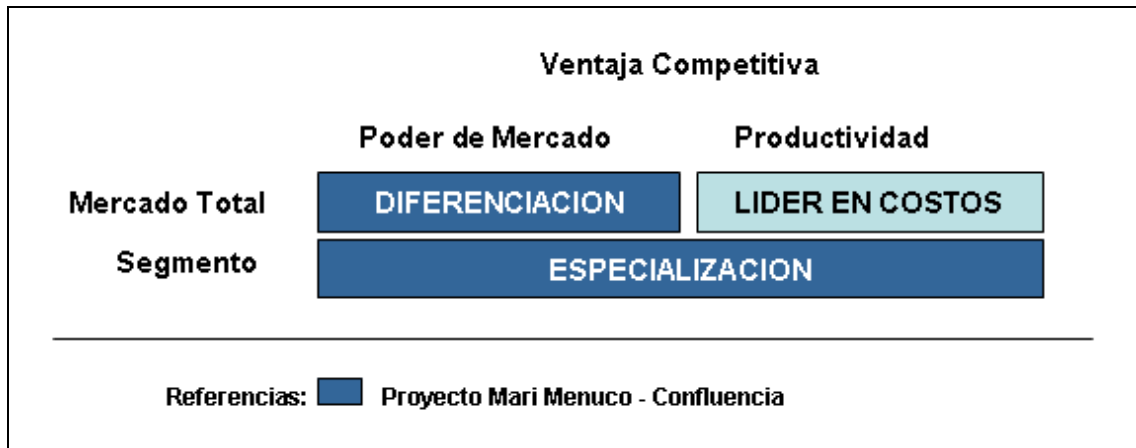 Ventaja Competitiva
Poder de Mercado Productividad
Mercado Total DIFERENCIACION LIDER EN COSTOS
Segmento ESPECIALIZACION
Referencias: Proyecto Mari Menuco - Confluencia